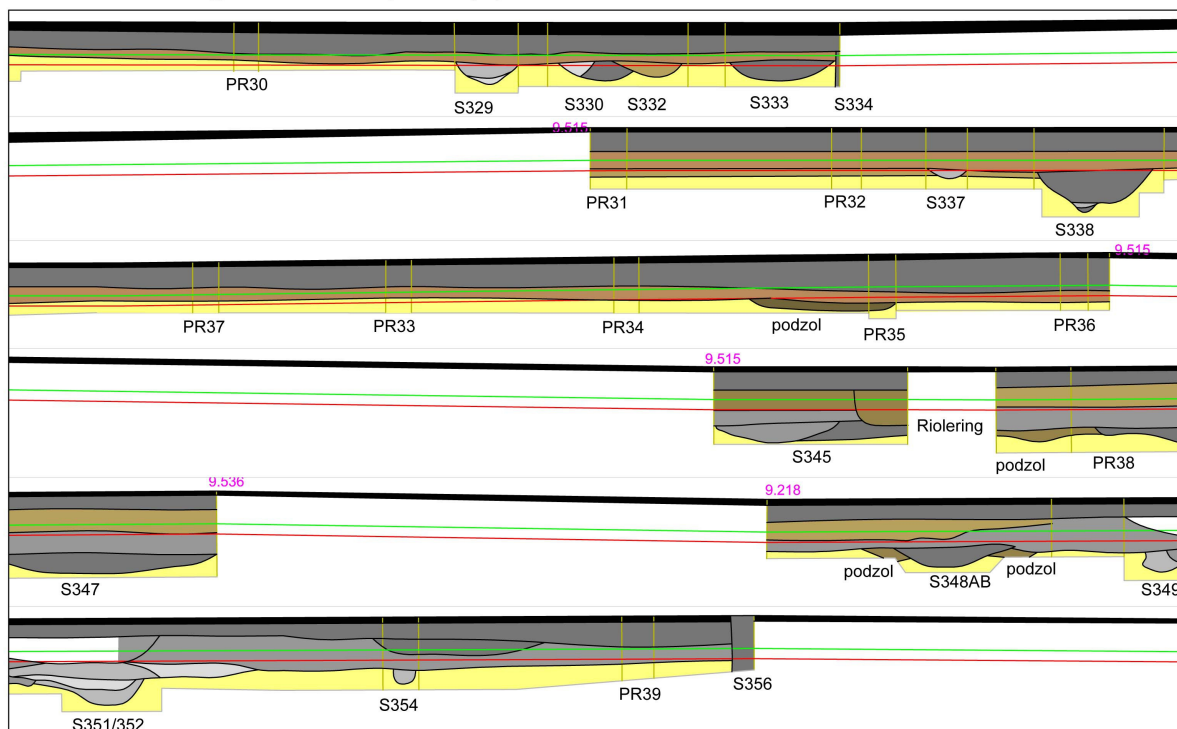 PR30
S329
S330
S332
S333
S334
9.515
PR31
PR32
S337
S338
9.515
PR37
PR33
PR34
podzol
PR35
PR36
9.515
S345
Riolering
podzol
PR38
9.536
9.218
S347
podzol
S348AB
podzol
S349
S351/352
S354
PR39
S356